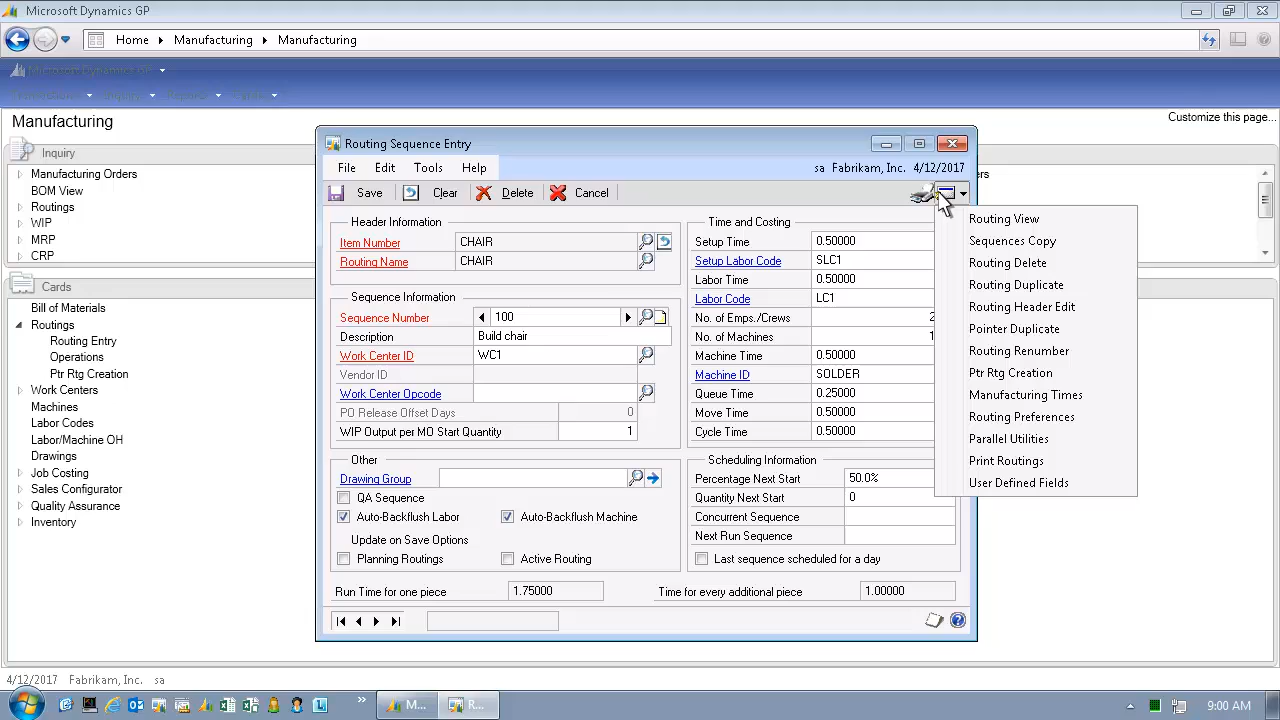 Microsoft Dynamics GP
Home Manufacturing Manufacturing
Microsoft Dynamics GP
Inquiry Reports Cards
Manufacturing
Customize this page...
Inquiry
Manufacturing Orders
BOM View
Routings
WIP
MRP
CRP
Cards
Bill of Materials
Routings
Routing Entry
Operations
Ptr Rtg Creation
Work Centers
Machines
Labor Codes
Labor/Machine OH
Drawings
Job Costing
Sales Configurator
Quality Assurance
Inventory
Routing Sequence Entry
File Edit Tools Help
sa Fabrikam, Inc. 4/12/2017
Save Clear Delete Cancel
Header Information
Item Number CHAIR
Routing Name CHAIR
Sequence Information
Sequence Number 100
Description Build chair
Work Center ID WC1
Vendor ID
Work Center Opcode
PO Release Offset Days 0
WIP Output per MO Start Quantity 1
Other
Drawing Group
QA Sequence
Auto-Backflush Labor Auto-Backflush Machine
Update on Save Options
Planning Routings Active Routing
Time and Costing
Setup Time 0.50000
Setup Labor Code SLC1
Labor Time 0.50000
Labor Code LC1
No. of Emps./Crews 2
No. of Machines 1
Machine Time 0.50000
Machine ID SOLDER
Queue Time 0.25000
Move Time 0.50000
Cycle Time 0.50000
Scheduling Information
Percentage Next Start 50.0%
Quantity Next Start 0
Concurrent Sequence
Next Run Sequence
Last sequence scheduled for a day
Run Time for one piece 1.75000 Time for every additional piece 1.00000
Routing View
Sequences Copy
Routing Delete
Routing Duplicate
Routing Header Edit
Pointer Duplicate
Routing Renumber
Ptr Rtg Creation
Manufacturing Times
Routing Preferences
Parallel Utilities
Print Routings
User Defined Fields
4/12/2017 Fabrikam, Inc. sa
M... R...
9:00 AM